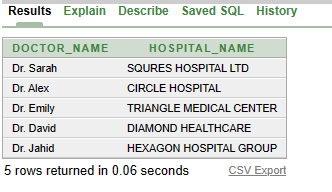 Results Explain Describe Saved SQL History
DOCTOR_NAME HOSPITAL_NAME
Dr. Sarah SQURES HOSPITAL LTD
Dr. Alex CIRCLE HOSPITAL
Dr. Emily TRIANGLE MEDICAL CENTER
Dr. David DIAMOND HEALTHCARE
Dr. Jahid HEXAGON HOSPITAL GROUP
5 rows returned in 0.06 seconds CSV Export